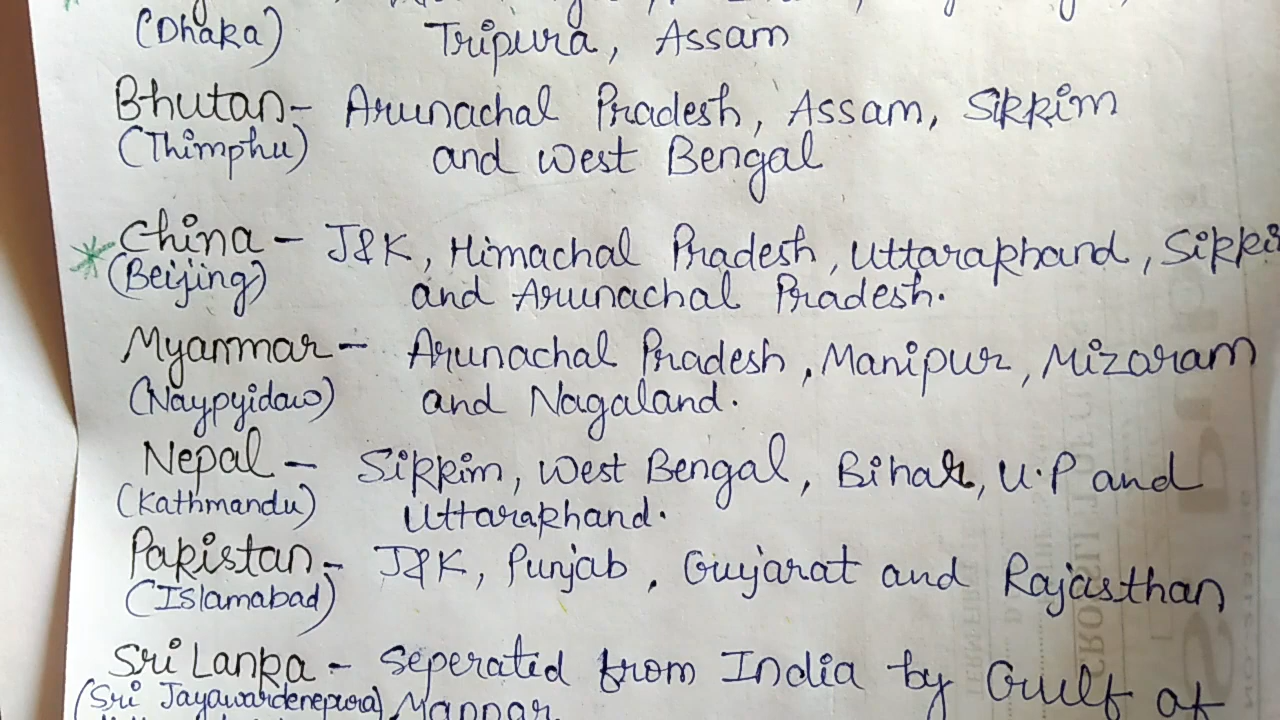 (Dhaka) Tripura, Assam
Bhutan - Arunachal Pradesh, Assam, Sikkim
(Thimphu) and West Bengal
China - J&K, Himachal Pradesh, Uttarakhand, Sikki
(Beijing) and Arunachal Pradesh.
Myanmar - Arunachal Pradesh, Manipur, Mizoram
(Naypyidaw) and Nagaland.
Nepal - Sikkim, West Bengal, Bihar, U.P and
(Kathmandu) Uttarakhand.
Pakistan - J&K, Punjab, Gujarat and Rajasthan
(Islamabad)
Sri Lanka - seperated from India by Gulf of
(Sri Jayawardenepura) Mannar